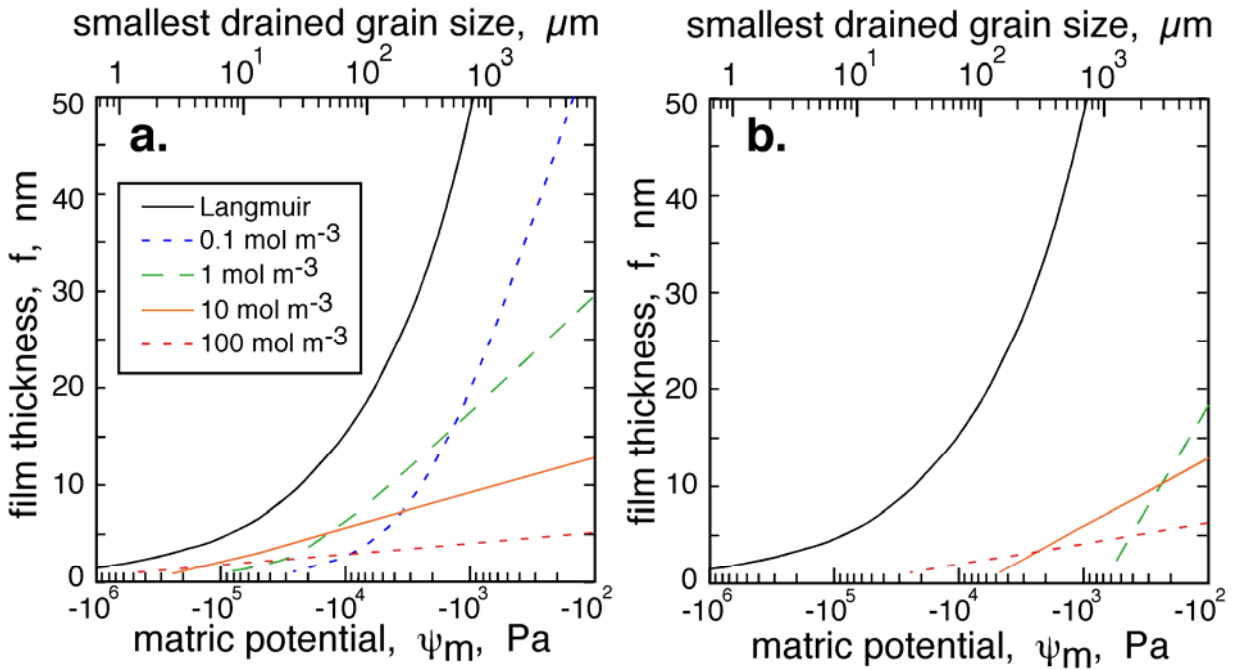 smallest drained grain size, μm
1 10¹ 10² 10³
50
40
30
20
10
0
film thickness, f, nm
a.
Langmuir
0.1 mol m⁻³
1 mol m⁻³
10 mol m⁻³
100 mol m⁻³
-10⁶ -10⁵ -10⁴ -10³ -10²
matric potential, ψm, Pa
smallest drained grain size, μm
1 10¹ 10² 10³
50
40
30
20
10
0
film thickness, f, nm
b.
-10⁶ -10⁵ -10⁴ -10³ -10²
matric potential, ψm, Pa